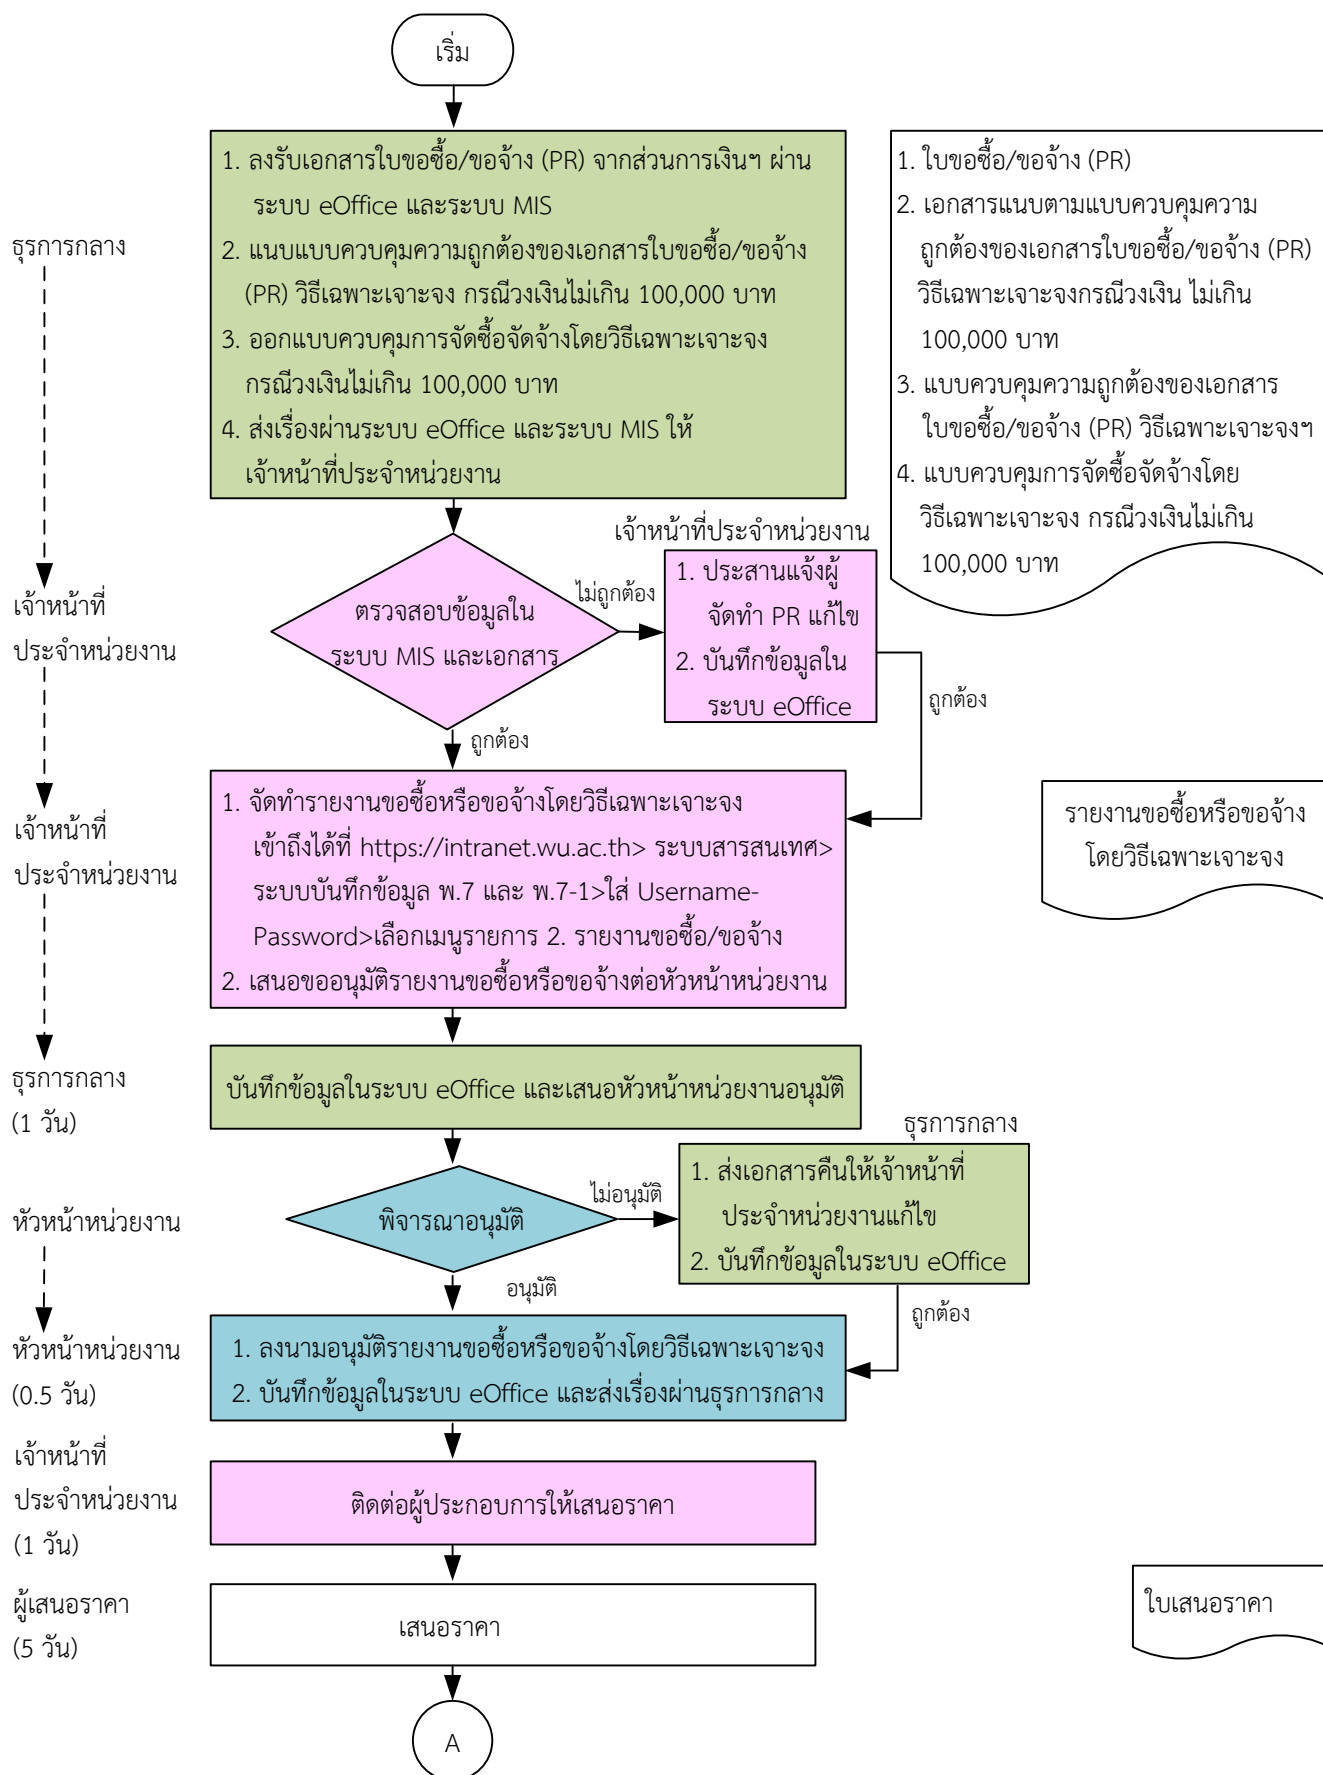 เริ่ม
1. ลงรับเอกสารใบขอซื้อ/ขอจ้าง (PR) จากส่วนการเงินฯ ผ่าน
ระบบ eOffice และระบบ MIS
2. แนบแบบควบคุมความถูกต้องของเอกสารใบขอซื้อ/ขอจ้าง
(PR) วิธีเฉพาะเจาะจง กรณีวงเงินไม่เกิน 100,000 บาท
3. ออกแบบควบคุมการจัดซื้อจัดจ้างโดยวิธีเฉพาะเจาะจง
กรณีวงเงินไม่เกิน 100,000 บาท
4. ส่งเรื่องผ่านระบบ eOffice และระบบ MIS ให้
เจ้าหน้าที่ประจำหน่วยงาน
1. ใบขอซื้อ/ขอจ้าง (PR)
2. เอกสารแนบตามแบบควบคุมความ
ถูกต้องของเอกสารใบขอซื้อ/ขอจ้าง (PR)
วิธีเฉพาะเจาะจงกรณีวงเงิน ไม่เกิน
100,000 บาท
3. แบบควบคุมความถูกต้องของเอกสาร
ใบขอซื้อ/ขอจ้าง (PR) วิธีเฉพาะเจาะจงฯ
4. แบบควบคุมการจัดซื้อจัดจ้างโดย
วิธีเฉพาะเจาะจง กรณีวงเงินไม่เกิน
100,000 บาท
ธุรการกลาง
เจ้าหน้าที่
ประจำหน่วยงาน
ตรวจสอบข้อมูลใน
ระบบ MIS และเอกสาร
ไม่ถูกต้อง
เจ้าหน้าที่ประจำหน่วยงาน
1. ประสานแจ้งผู้
จัดทำ PR แก้ไข
2. บันทึกข้อมูลใน
ระบบ eOffice
ถูกต้อง
ถูกต้อง
เจ้าหน้าที่
ประจำหน่วยงาน
1. จัดทำรายงานขอซื้อหรือขอจ้างโดยวิธีเฉพาะเจาะจง
เข้าถึงได้ที่ https://intranet.wu.ac.th> ระบบสารสนเทศ>
ระบบบันทึกข้อมูล พ.7 และ พ.7-1>ใส่ Username-
Password>เลือกเมนูรายการ 2. รายงานขอซื้อ/ขอจ้าง
2. เสนอขออนุมัติรายงานขอซื้อหรือขอจ้างต่อหัวหน้าหน่วยงาน
รายงานขอซื้อหรือขอจ้าง
โดยวิธีเฉพาะเจาะจง
ธุรการกลาง
(1 วัน)
บันทึกข้อมูลในระบบ eOffice และเสนอหัวหน้าหน่วยงานอนุมัติ
ธุรการกลาง
หัวหน้าหน่วยงาน
พิจารณาอนุมัติ
ไม่อนุมัติ
1. ส่งเอกสารคืนให้เจ้าหน้าที่
ประจำหน่วยงานแก้ไข
2. บันทึกข้อมูลในระบบ eOffice
อนุมัติ
ถูกต้อง
หัวหน้าหน่วยงาน
(0.5 วัน)
1. ลงนามอนุมัติรายงานขอซื้อหรือขอจ้างโดยวิธีเฉพาะเจาะจง
2. บันทึกข้อมูลในระบบ eOffice และส่งเรื่องผ่านธุรการกลาง
เจ้าหน้าที่
ประจำหน่วยงาน
(1 วัน)
ติดต่อผู้ประกอบการให้เสนอราคา
ผู้เสนอราคา
(5 วัน)
เสนอราคา
ใบเสนอราคา
A